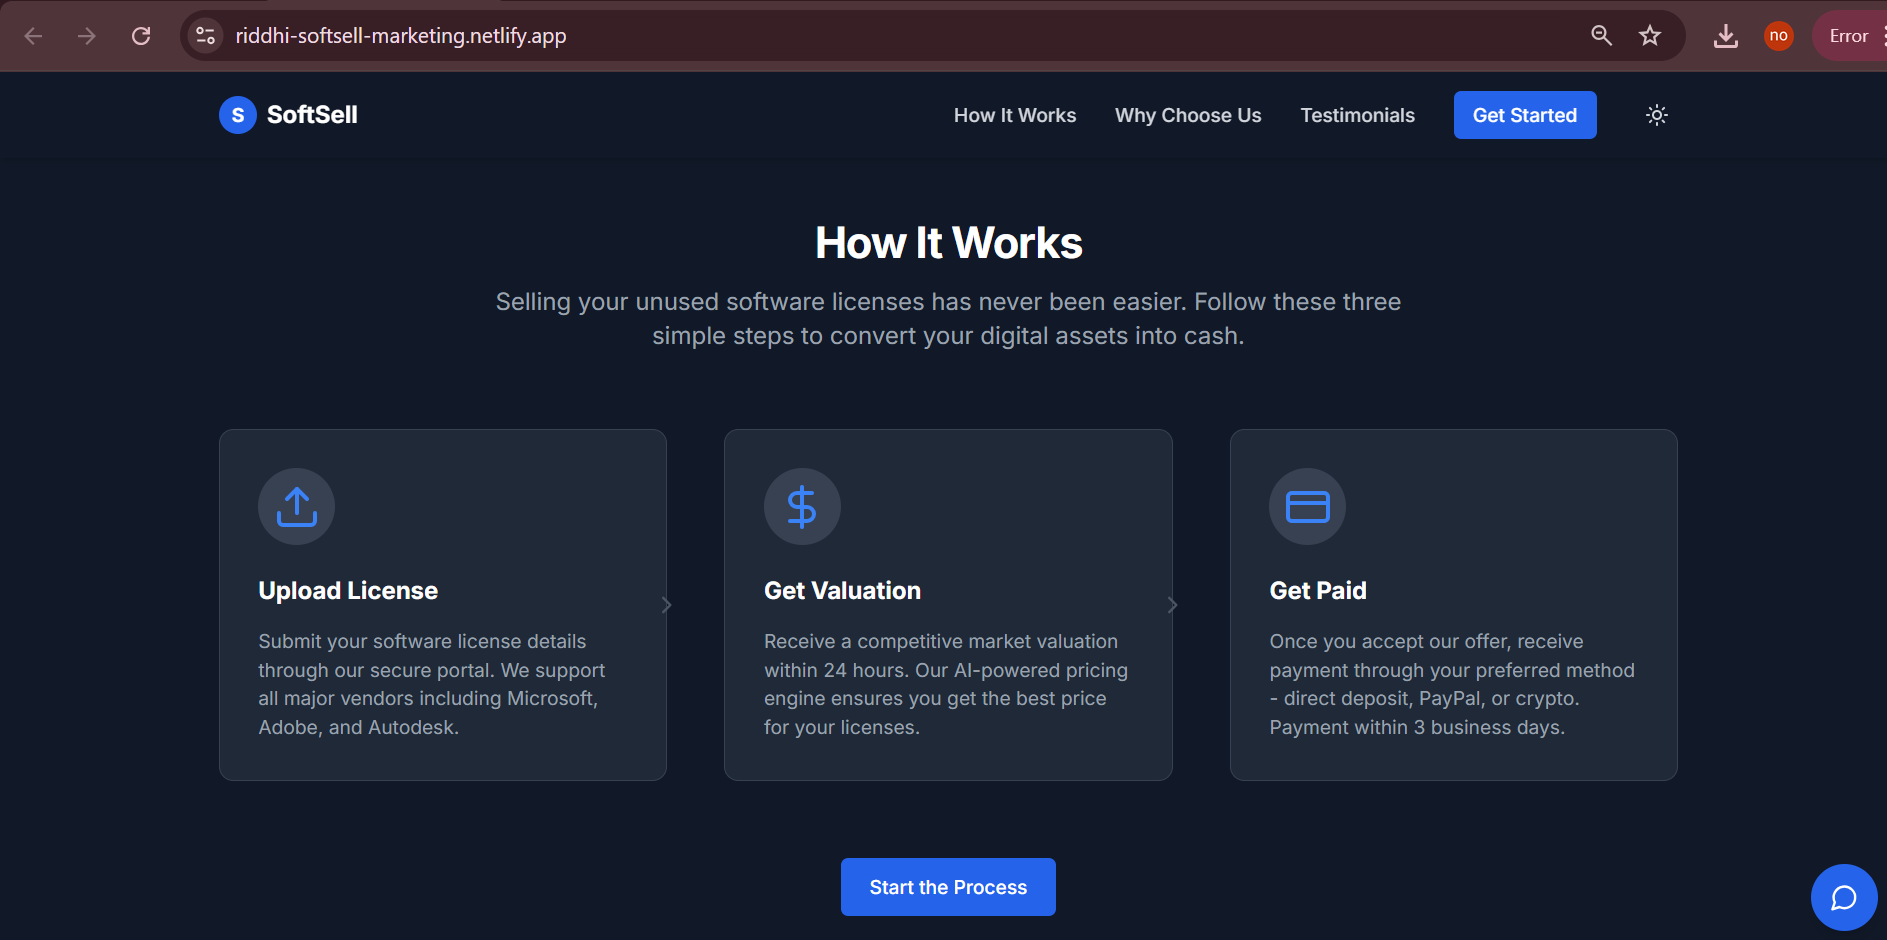 riddhi-softsell-marketing.netlify.app
no
Error
S
SoftSell
How It Works
Why Choose Us
Testimonials
Get Started
How It Works
Selling your unused software licenses has never been easier. Follow these three
simple steps to convert your digital assets into cash.
Upload License
Submit your software license details
through our secure portal. We support
all major vendors including Microsoft,
Adobe, and Autodesk.
Get Valuation
Receive a competitive market valuation
within 24 hours. Our AI-powered pricing
engine ensures you get the best price
for your licenses.
Get Paid
Once you accept our offer, receive
payment through your preferred method
- direct deposit, PayPal, or crypto.
Payment within 3 business days.
Start the Process